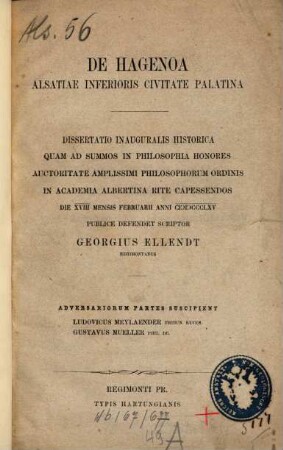 Als. 56
DE HAGENOA
ALSATIAE INFERIORIS CIVITATE PALATINA
DISSERTATIO INAUGURALIS HISTORICA
QUAM AD SUMMOS IN PHILOSOPHIA HONORES
AUCTORITATE AMPLISSIMI PHILOSOPHORUM ORDINIS
IN ACADEMIA ALBERTINA RITE CAPESSENDOS
DIE XVIII MENSIS FEBRUARII ANNI CIƆIƆCCCLXV
PUBLICE DEFENDET SCRIPTOR
GEORGIUS ELLENDT
REGIMONTANUS
ADVERSARIORUM PARTES SUSCIPIENT
LUDOVICUS MEYLAENDER
GUSTAVUS MUELLER PHIL. DR.
REGIMONTI PR.
TYPIS HARTUNGIANIS